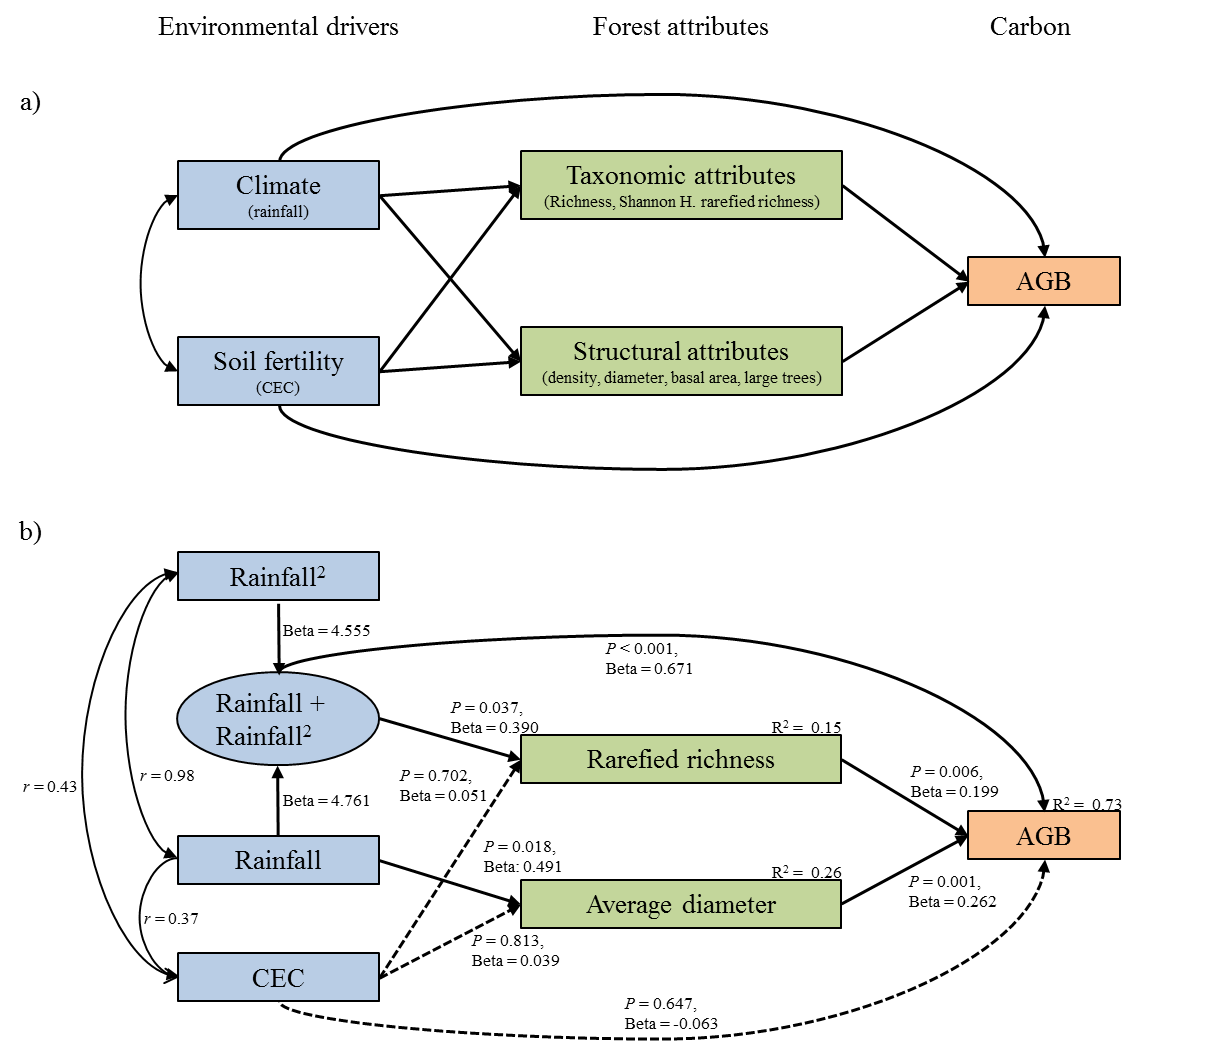 Environmental drivers
Forest attributes
Carbon
a)
Climate
(rainfall)
Taxonomic attributes
(Richness, Shannon H. rarefied richness)
AGB
Soil fertility
(CEC)
Structural attributes
(density, diameter, basal area, large trees)
b)
Rainfall²
Beta = 4.555
P < 0.001,
Beta = 0.671
Rainfall +
Rainfall²
P = 0.037,
Beta = 0.390
R² = 0.15
Rarefied richness
r = 0.43
r = 0.98
P = 0.702,
Beta = 0.051
P = 0.006,
Beta = 0.199
Beta = 4.761
R² = 0.73
AGB
Rainfall
P = 0.018,
Beta: 0.491
R² = 0.26
Average diameter
P = 0.001,
Beta = 0.262
r = 0.37
P = 0.813,
Beta = 0.039
CEC
P = 0.647,
Beta = -0.063